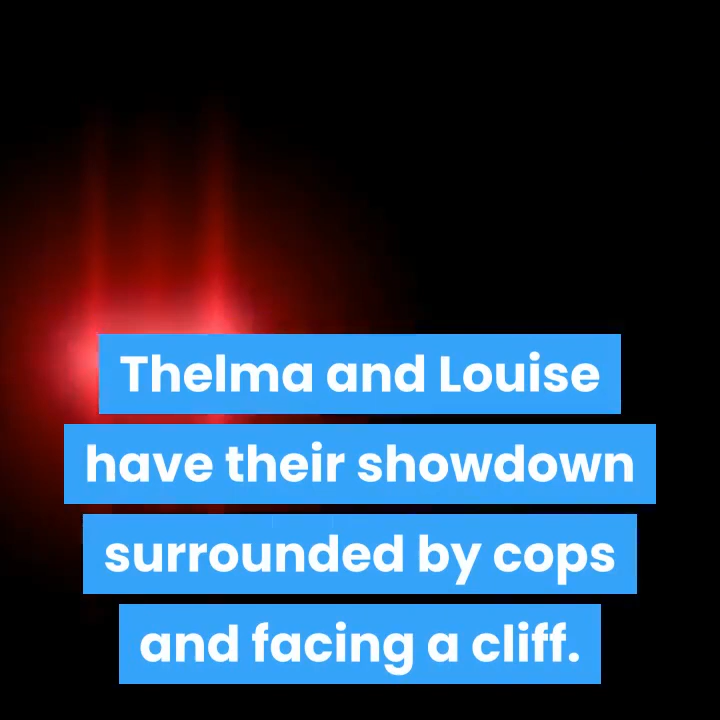 Thelma and Louise
have their showdown
surrounded by cops
and facing a cliff.